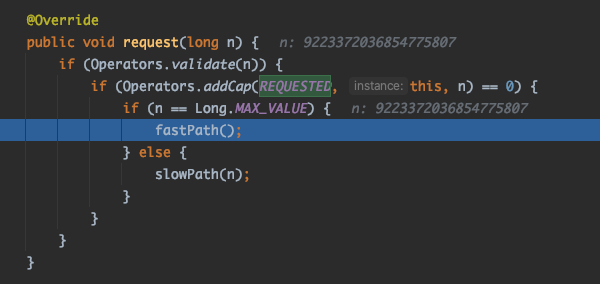 @Override
public void request(long n) { n: 9223372036854775807
if (Operators.validate(n)) {
if (Operators.addCap(REQUESTED, instance: this, n) == 0) {
if (n == Long.MAX_VALUE) { n: 9223372036854775807
fastPath();
} else {
slowPath(n);
}
}
}
}